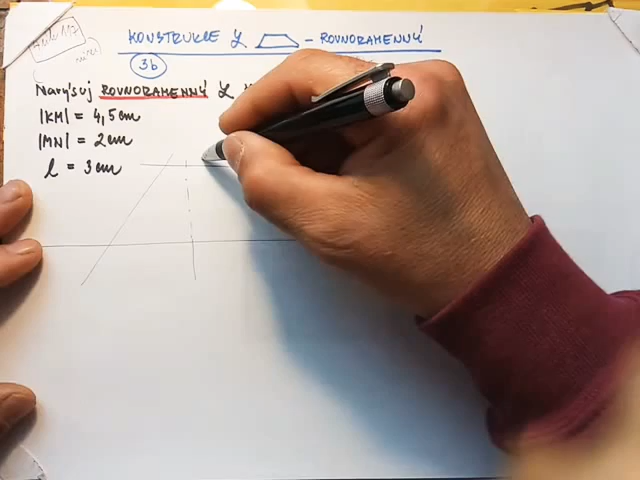 KONSTRUKCE - ROVNORAMENNÝ
3b
Narýsuj ROVNORAMENNÝ
|KM| = 4,5 cm
|MN| = 2 cm
l = 3 cm